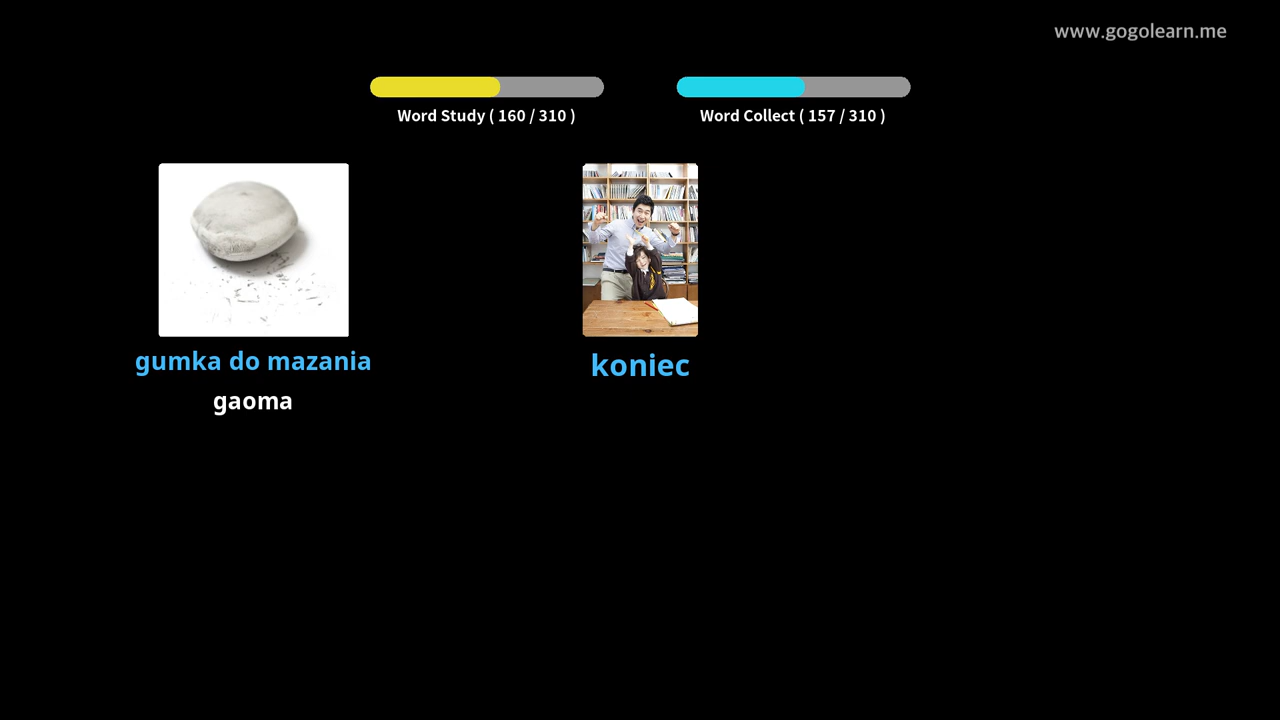 www.gogolearn.me
Word Study ( 160 / 310 )
Word Collect ( 157 / 310 )
gumka do mazania
gaoma
koniec